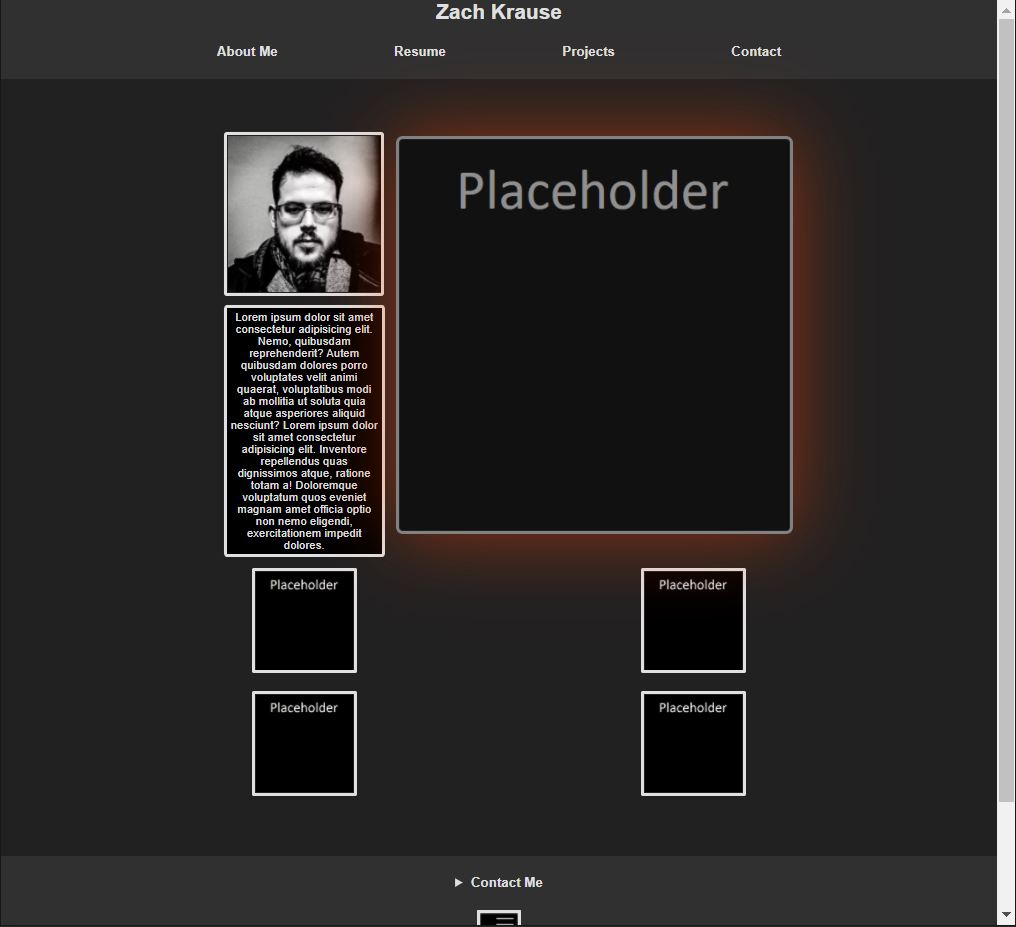 Zach Krause
About Me
Resume
Projects
Contact
Placeholder
Lorem ipsum dolor sit amet
consectetur adipisicing elit.
Nemo, quibusdam
reprehenderit? Autem
quibusdam dolores porro
voluptates velit animi
quaerat, voluptatibus modi
ab mollitia ut soluta quia
atque asperiores aliquid
nesciunt? Lorem ipsum dolor
sit amet consectetur
adipisicing elit. Inventore
repellendus quas
dignissimos atque, ratione
totam a! Doloremque
voluptatum quos eveniet
magnam amet officia optio
non nemo eligendi,
exercitationem impedit
dolores.
Placeholder
Placeholder
Placeholder
Placeholder
Contact Me